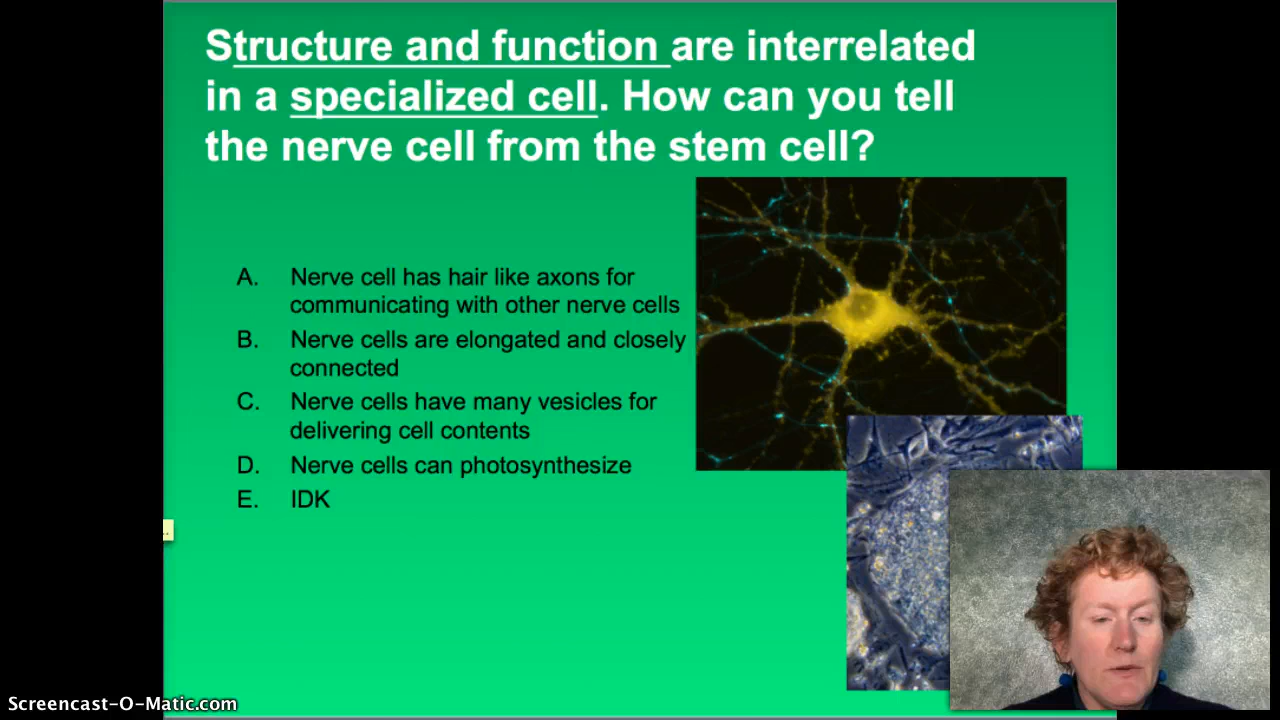 Structure and function are interrelated
in a specialized cell. How can you tell
the nerve cell from the stem cell?
A. Nerve cell has hair like axons for
communicating with other nerve cells
B. Nerve cells are elongated and closely
connected
C. Nerve cells have many vesicles for
delivering cell contents
D. Nerve cells can photosynthesize
E. IDK
Screencast-O-Matic.com